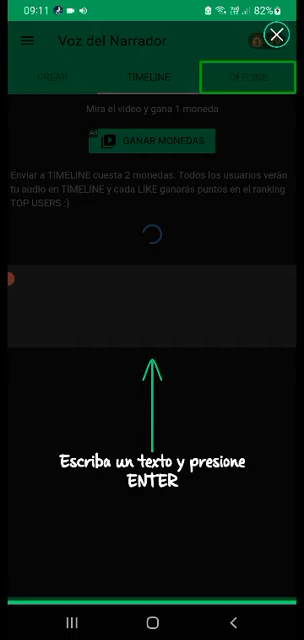 09:11 82%
Voz del Narrador
CREAR TIMELINE OFFLINE
Mira el video y gana 1 moneda
Ad
GANAR MONEDAS
Enviar a TIMELINE cuesta 2 monedas. Todos los usuarios verán
tu audio en TIMELINE y cada LIKE ganarás puntos en el ranking
TOP USERS :)
Escriba un texto y presione
ENTER